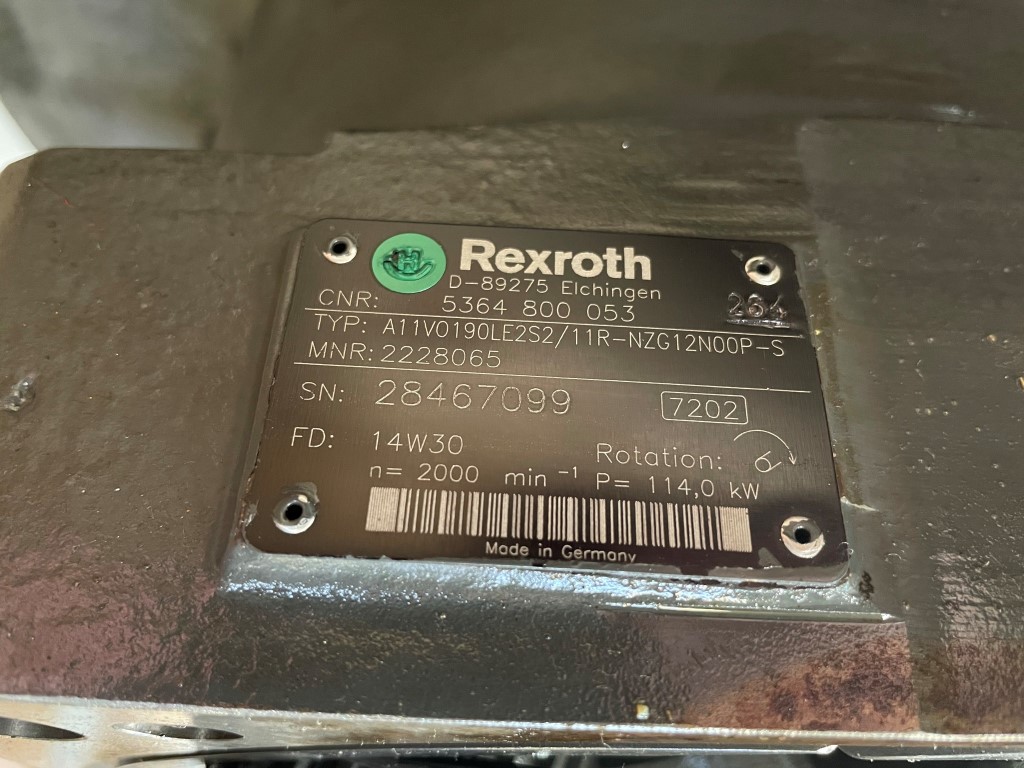 Rexroth
D-89275 Elchingen
CNR: 5364 800 053 264
TYP: A11VO190LE2S2/11R-NZG12N00P-S
MNR: 2228065
SN: 28467099 7202
FD: 14W30 Rotation:
n= 2000 min⁻¹ P= 114,0 kW
Made in Germany